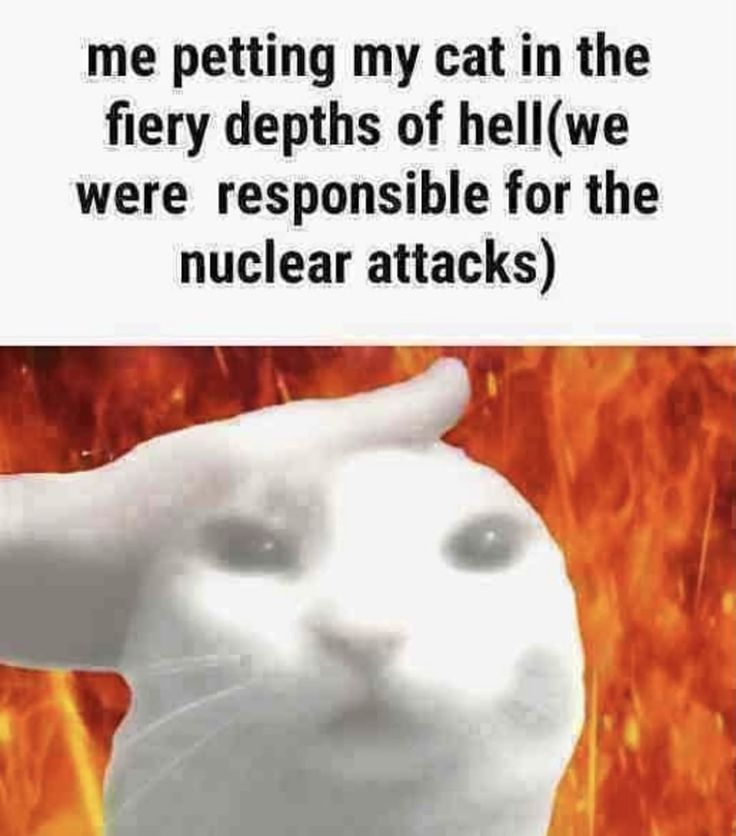 me petting my cat in the
fiery depths of hell(we
were  responsible for the
nuclear attacks)